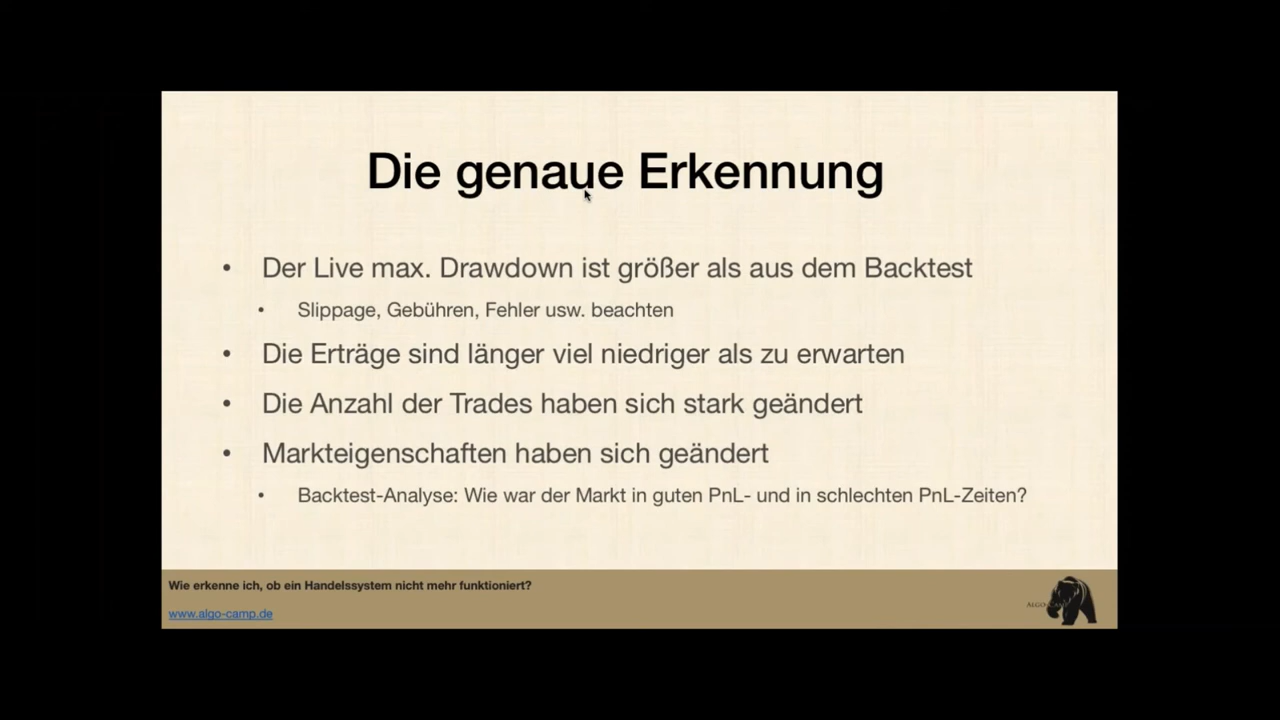 Die genaue Erkennung
• Der Live max. Drawdown ist größer als aus dem Backtest
• Slippage, Gebühren, Fehler usw. beachten
• Die Erträge sind länger viel niedriger als zu erwarten
• Die Anzahl der Trades haben sich stark geändert
• Markteigenschaften haben sich geändert
• Backtest-Analyse: Wie war der Markt in guten PnL- und in schlechten PnL-Zeiten?
Wie erkenne ich, ob ein Handelssystem nicht mehr funktioniert?
www.algo-camp.de